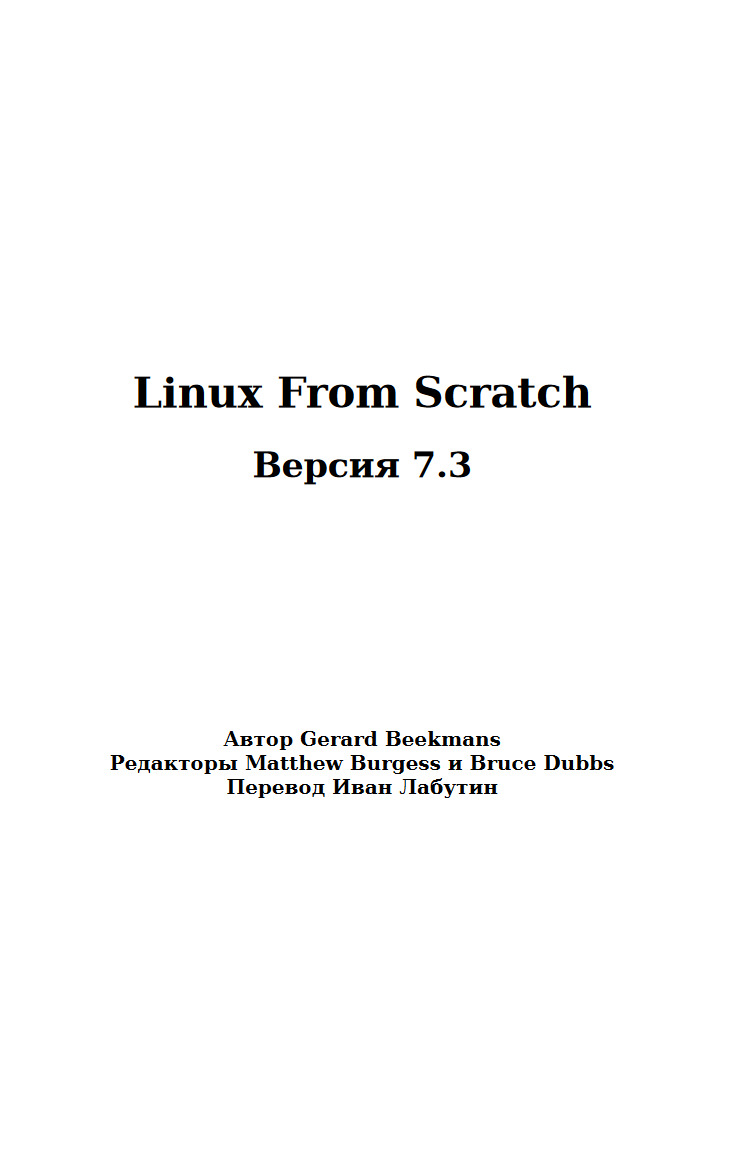 Linux From Scratch
Версия 7.3
Автор Gerard Beekmans
Редакторы Matthew Burgess и Bruce Dubbs
Перевод Иван Лабутин